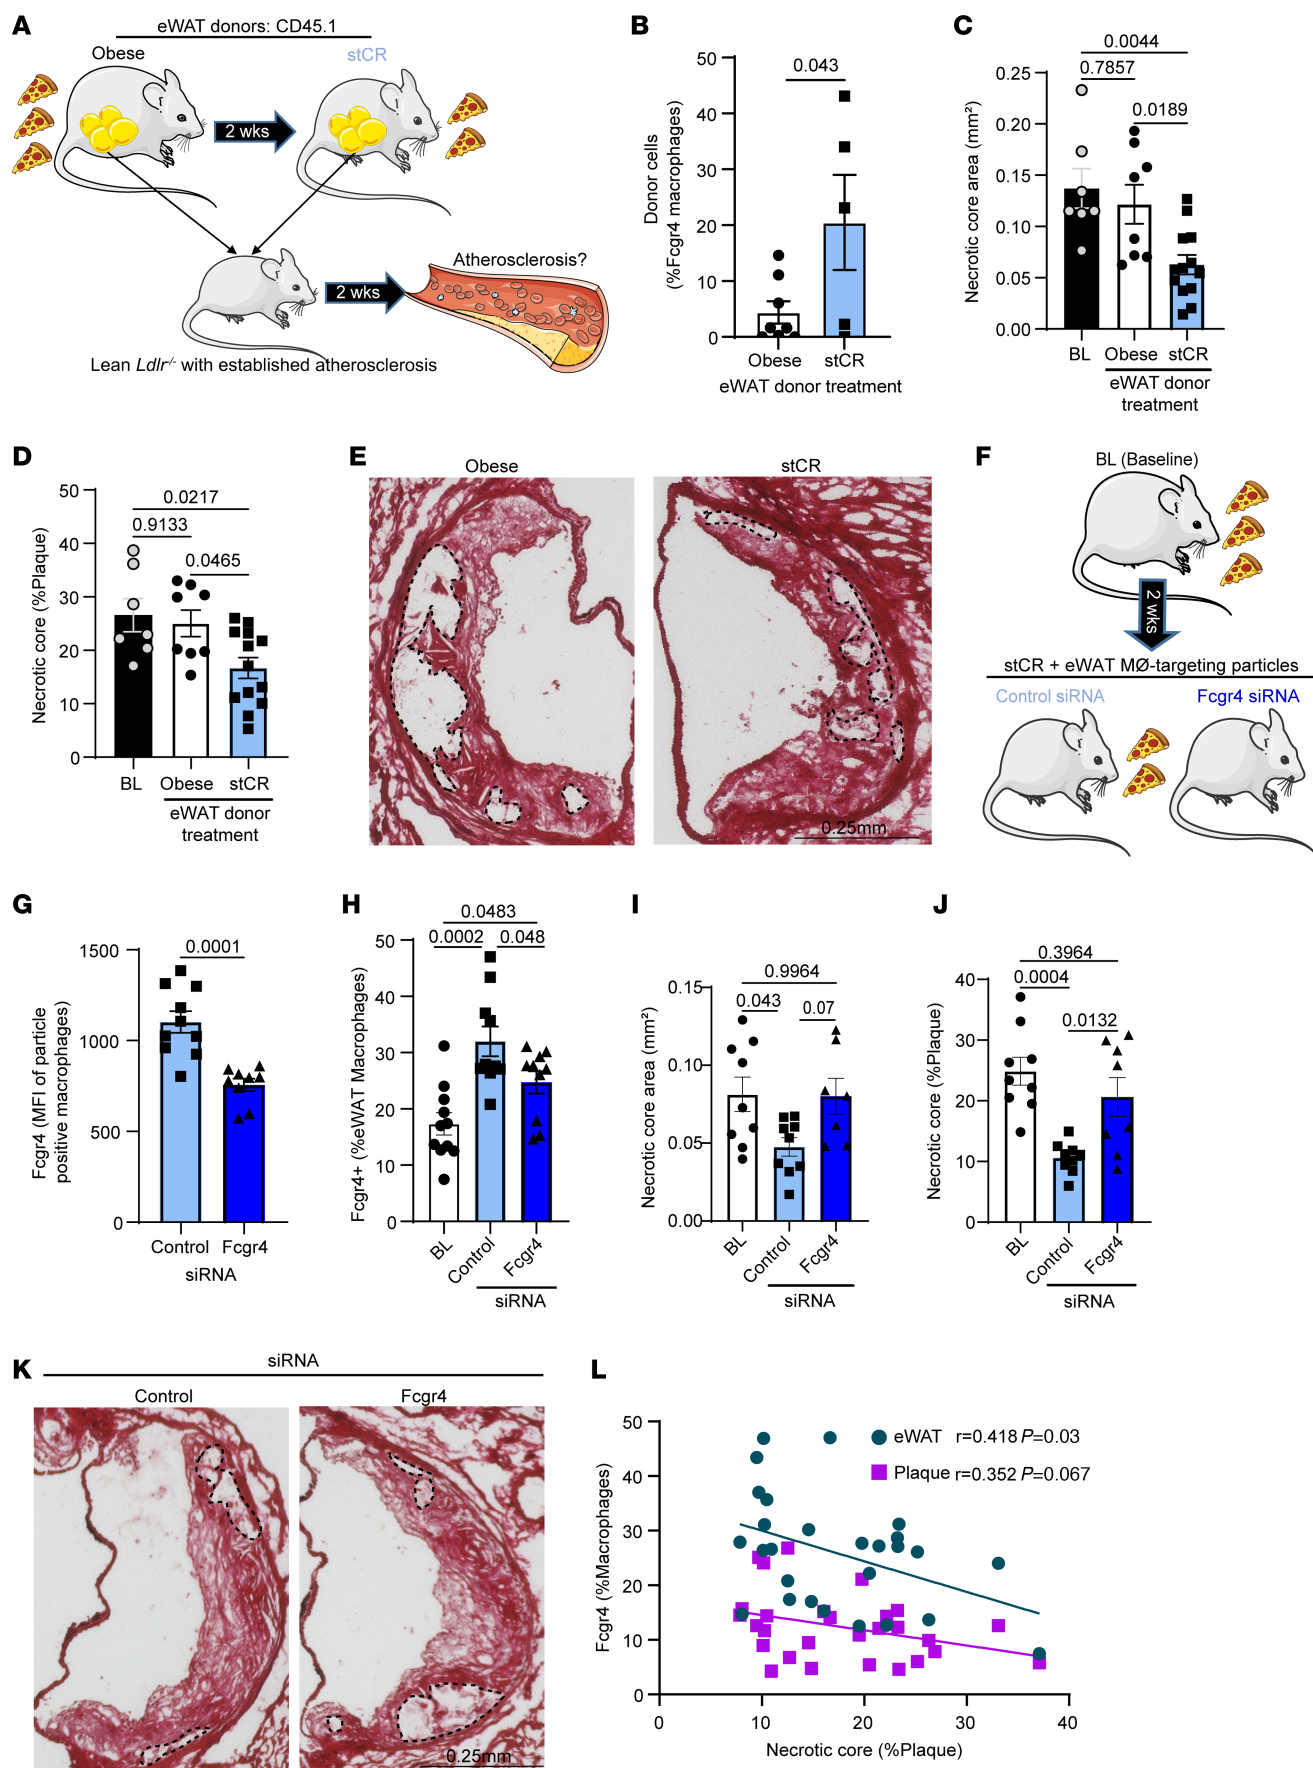 A
eWAT donors: CD45.1
Obese
stCR
2 wks
2 wks
Atherosclerosis?
Lean Ldlr-/- with established atherosclerosis
B
Donor cells
(%Fcgr4 macrophages)
50
40
30
20
10
0
0.043
Obese
stCR
eWAT donor treatment
C
Necrotic core area (mm²)
0.25
0.20
0.15
0.10
0.05
0.00
0.0044
0.7857
0.0189
BL
Obese
stCR
eWAT donor
treatment
D
Necrotic core (%Plaque)
50
40
30
20
10
0
0.0217
0.9133
0.0465
BL
Obese
stCR
eWAT donor
treatment
E
Obese
stCR
0.25mm
F
BL (Baseline)
2 wks
stCR + eWAT MØ-targeting particles
Control siRNA
Fcgr4 siRNA
G
Fcgr4 (MFI of particle
positive macrophages)
1500
1000
500
0
0.0001
Control
Fcgr4
siRNA
H
Fcgr4+ (%eWAT Macrophages)
50
40
30
20
10
0
0.0483
0.0002
0.048
BL
Control
Fcgr4
siRNA
I
Necrotic core area (mm²)
0.15
0.10
0.05
0.00
0.9964
0.043
0.07
BL
Control
Fcgr4
siRNA
J
Necrotic core (%Plaque)
40
30
20
10
0
0.3964
0.0004
0.0132
BL
Control
Fcgr4
siRNA
K
siRNA
Control
Fcgr4
0.25mm
L
Fcgr4 (%Macrophages)
50
40
30
20
10
0
eWAT r=0.418 P=0.03
Plaque r=0.352 P=0.067
0
10
20
30
40
Necrotic core (%Plaque)